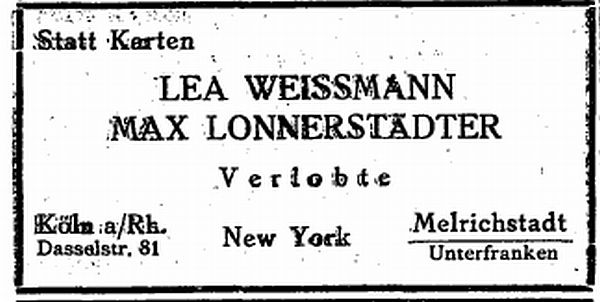 Statt Karten
LEA WEISSMANN
MAX LONNERSTÄDTER
Verlobte
Köln a/Rh.
Dasselstr. 81
New York
Melrichstadt
Unterfranken